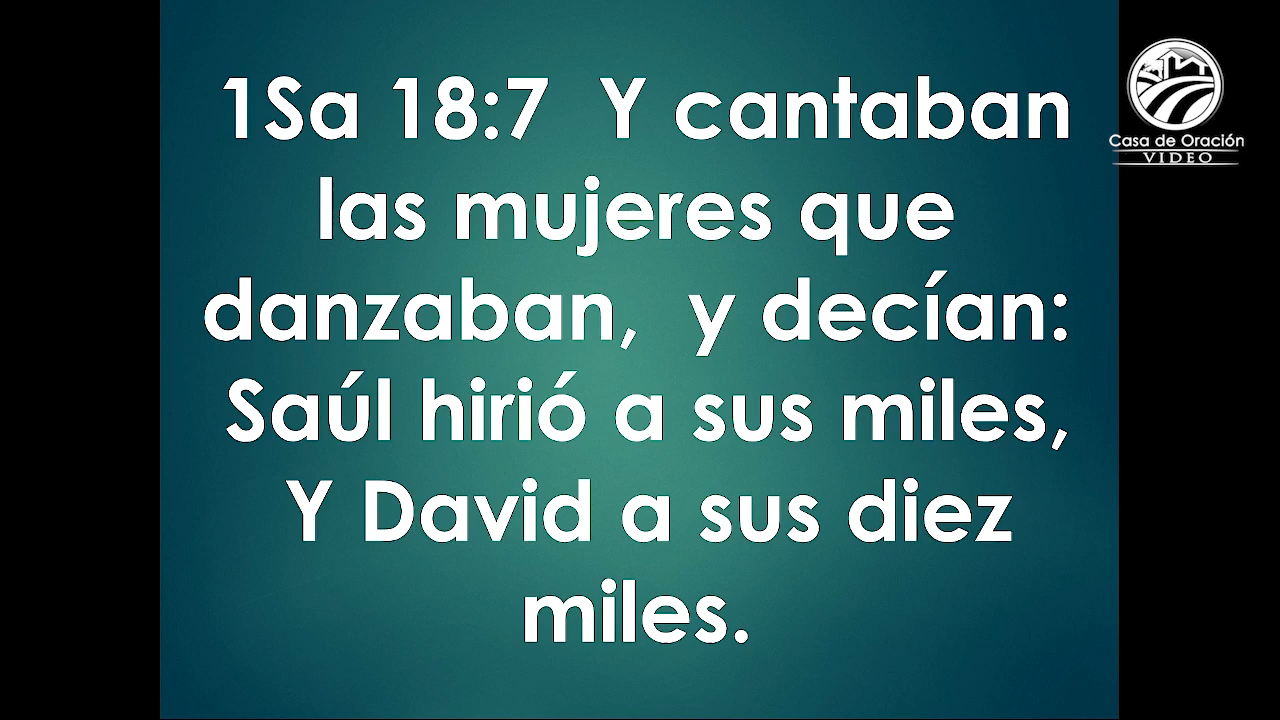 1Sa 18:7  Y cantaban
las mujeres que
danzaban,  y decían:
Saúl hirió a sus miles,
Y David a sus diez
miles.
Casa de Oración
VIDEO